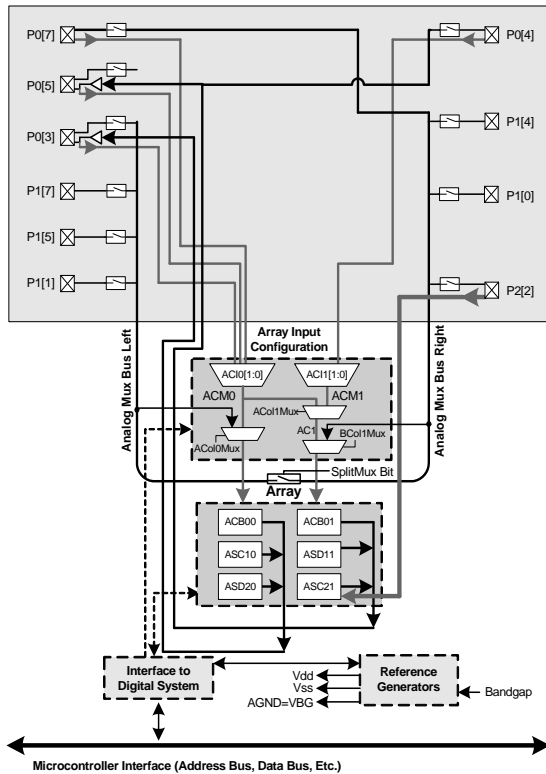 P0[7]
P0[4]
P0[5]
P0[3]
P1[4]
P1[7]
P1[0]
P1[5]
P1[1]
P2[2]
Analog Mux Bus Left
Analog Mux Bus Right
Array Input
Configuration
ACI0[1:0]
ACI1[1:0]
ACM0
ACM1
ACol1Mux
AC1
ACol0Mux
BCol1Mux
SplitMux Bit
Array
ACB00
ACB01
ASC10
ASD11
ASD20
ASC21
Interface to
Digital System
Vdd
Vss
AGND=VBG
Reference
Generators
Bandgap
Microcontroller Interface (Address Bus, Data Bus, Etc.)